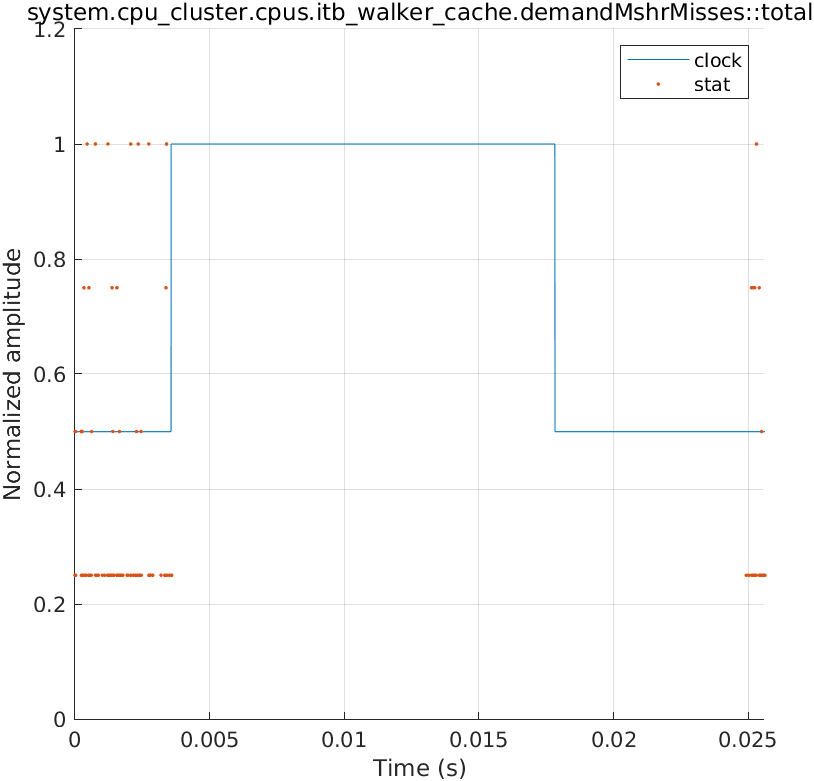 system.cpu_cluster.cpus.itb_walker_cache.demandMshrMisses::total
1.2
clock
stat
1
0.8
0.6
0.4
0.2
0
Normalized amplitude
0 0.005 0.01 0.015 0.02 0.025
Time (s)